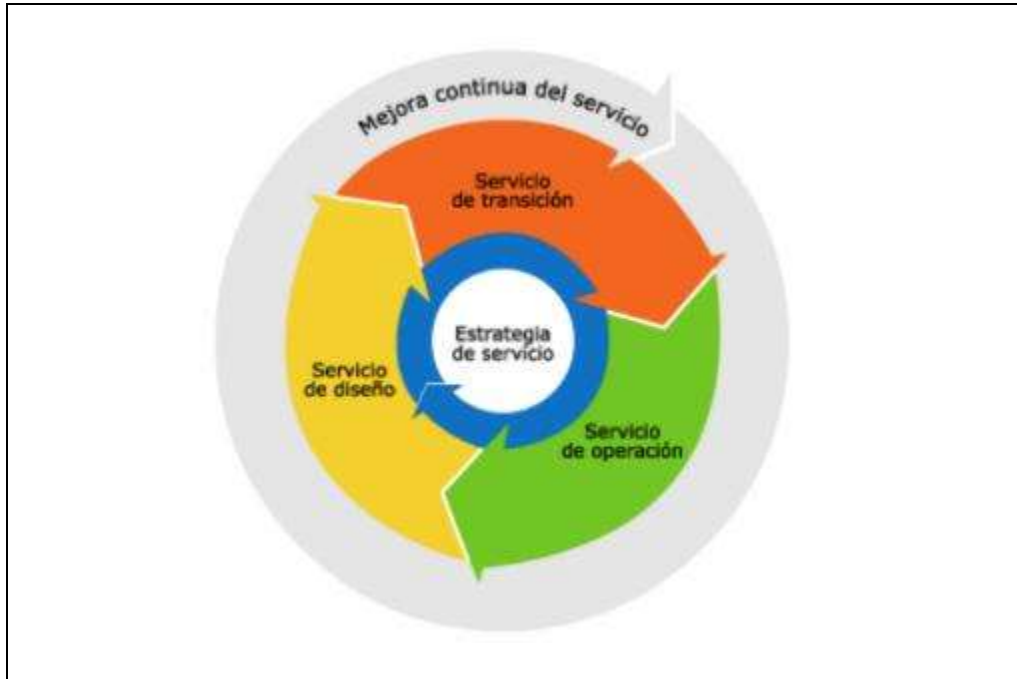 Mejora continua del servicio
Servicio
de transición
Estrategia
de servicio
Servicio
de diseño
Servicio
de operación